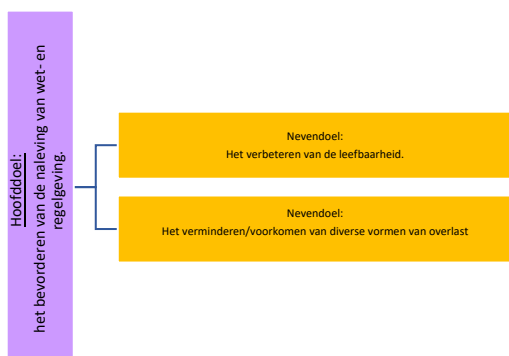 Hoofddoel:
het bevorderen van de naleving van wet- en
regelgeving.
Nevendoel:
Het verbeteren van de leefbaarheid.
Nevendoel:
Het verminderen/voorkomen van diverse vormen van overlast